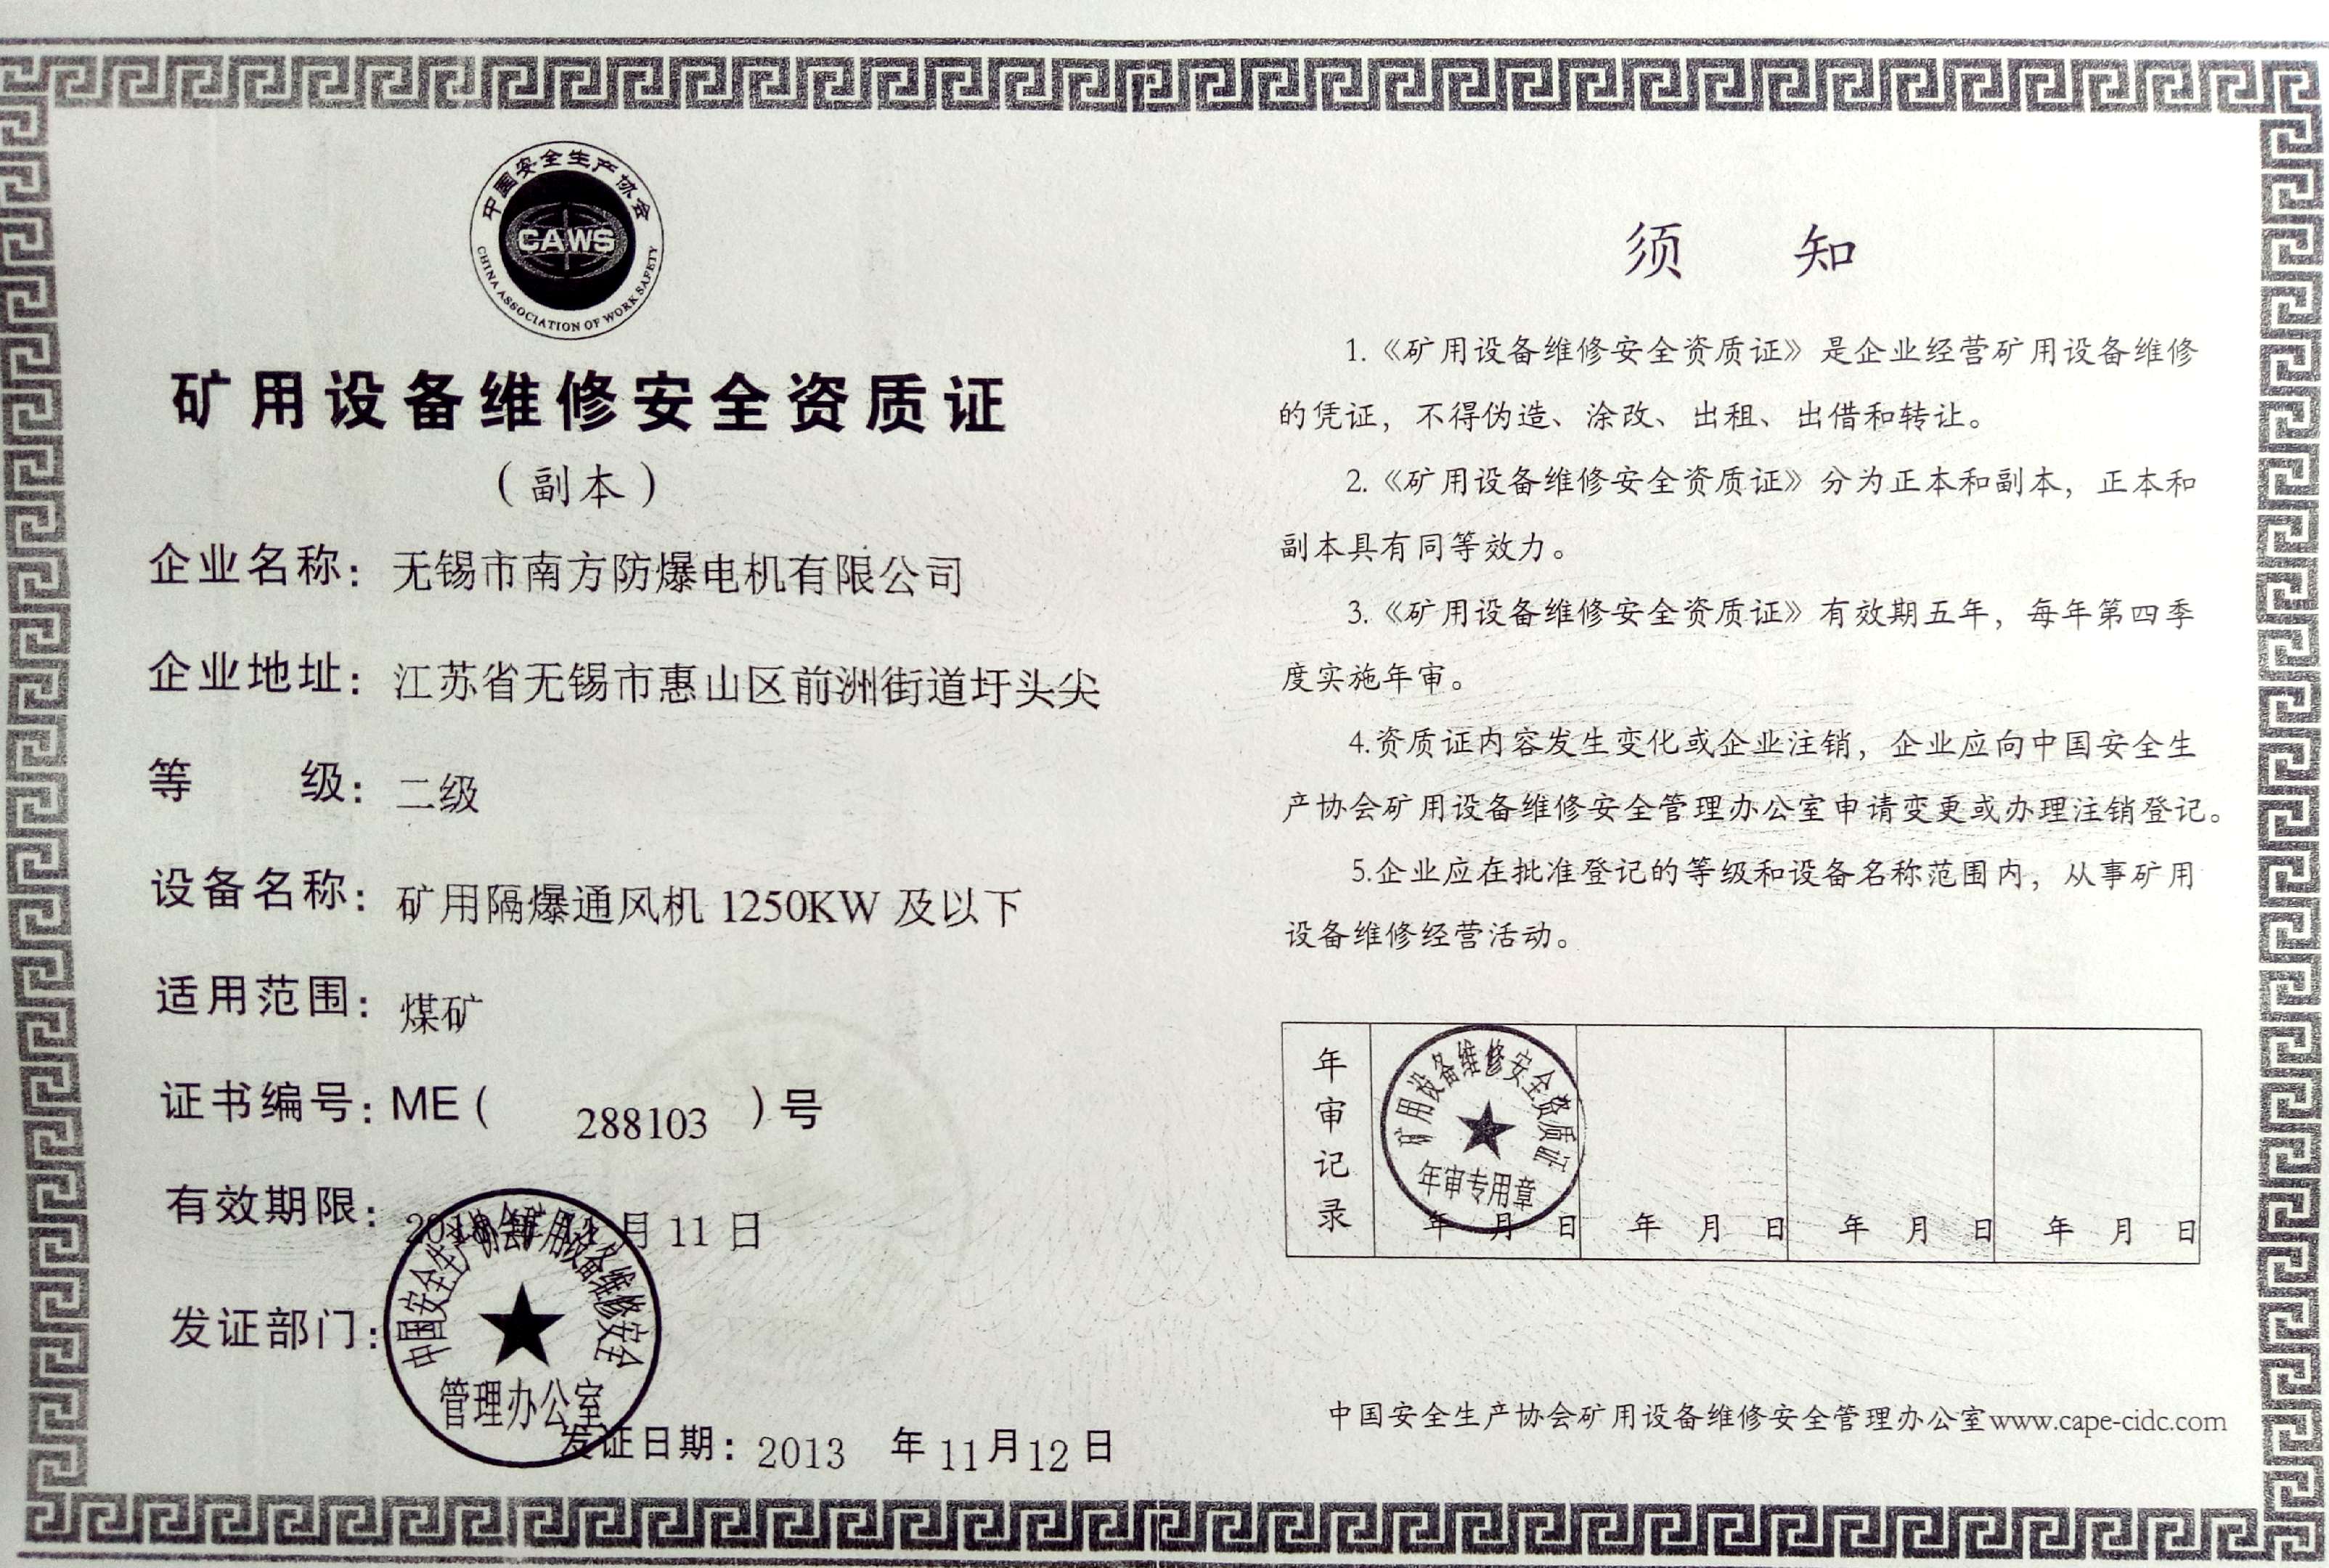 中国安全生产协会
CAWS
CHINA ASSOCIATION OF WORK SAFETY
矿用设备维修安全资质证
（副本）
企业名称：无锡市南方防爆电机有限公司
企业地址：江苏省无锡市惠山区前洲街道圩头尖
等 级：二级
设备名称：矿用隔爆通风机 1250KW 及以下
适用范围：煤矿
证书编号：ME（ 288103 ）号
有效期限：2018 年 11 月 11 日
发证部门：
中国安全生产协会矿用设备维修安全
管理办公室
发证日期：2013 年 11 月 12 日
须 知
1.《矿用设备维修安全资质证》是企业经营矿用设备维修
的凭证，不得伪造、涂改、出租、出借和转让。
2.《矿用设备维修安全资质证》分为正本和副本，正本和
副本具有同等效力。
3.《矿用设备维修安全资质证》有效期五年，每年第四季
度实施年审。
4.资质证内容发生变化或企业注销，企业应向中国安全生
产协会矿用设备维修安全管理办公室申请变更或办理注销登记。
5.企业应在批准登记的等级和设备名称范围内，从事矿用
设备维修经营活动。
年审记录
矿用设备维修安全资质证
年审专用章
年 月 日 年 月 日 年 月 日 年 月 日
中国安全生产协会矿用设备维修安全管理办公室www.cape-cidc.com